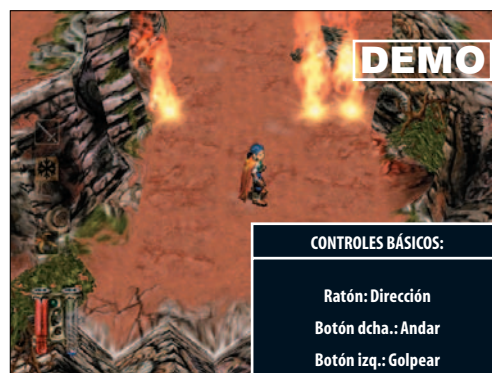 DEMO
CONTROLES BÁSICOS:
Ratón: Dirección
Botón dcha.: Andar
Botón izq.: Golpear